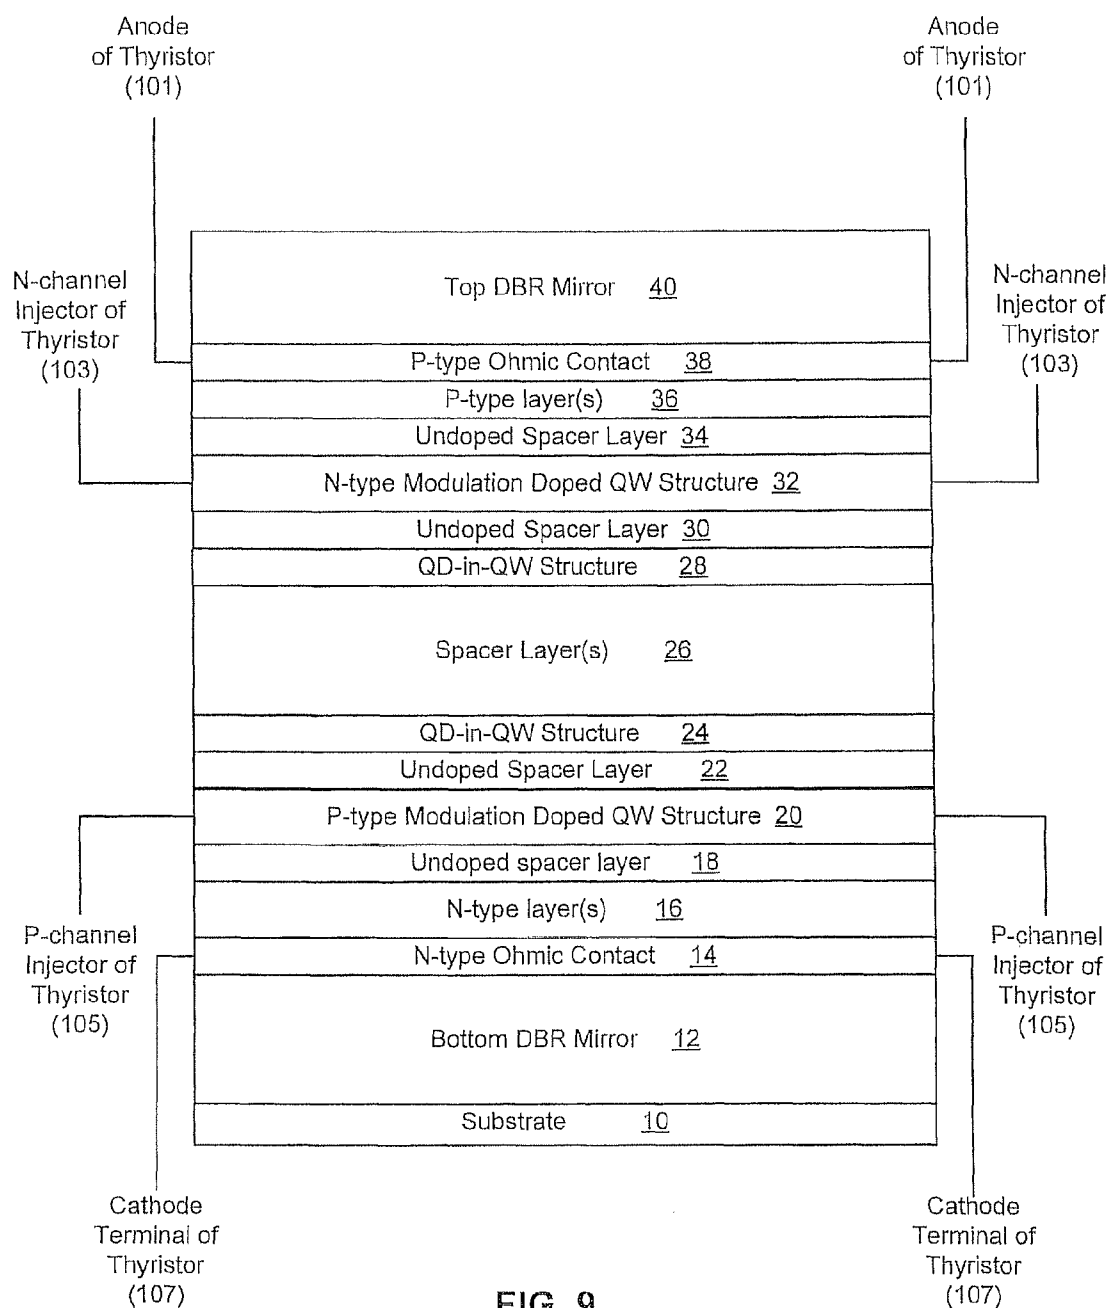 Anode
of Thyristor
(101)
Anode
of Thyristor
(101)
N-channel
Injector of
Thyristor
(103)
N-channel
Injector of
Thyristor
(103)
Top DBR Mirror 40
P-type Ohmic Contact 38
P-type layer(s) 36
Undoped Spacer Layer 34
N-type Modulation Doped QW Structure 32
Undoped Spacer Layer 30
QD-in-QW Structure 28
Spacer Layer(s) 26
QD-in-QW Structure 24
Undoped Spacer Layer 22
P-type Modulation Doped QW Structure 20
Undoped spacer layer 18
N-type layer(s) 16
N-type Ohmic Contact 14
Bottom DBR Mirror 12
Substrate 10
P-channel
Injector of
Thyristor
(105)
P-channel
Injector of
Thyristor
(105)
Cathode
Terminal of
Thyristor
(107)
Cathode
Terminal of
Thyristor
(107)
FIG. 9